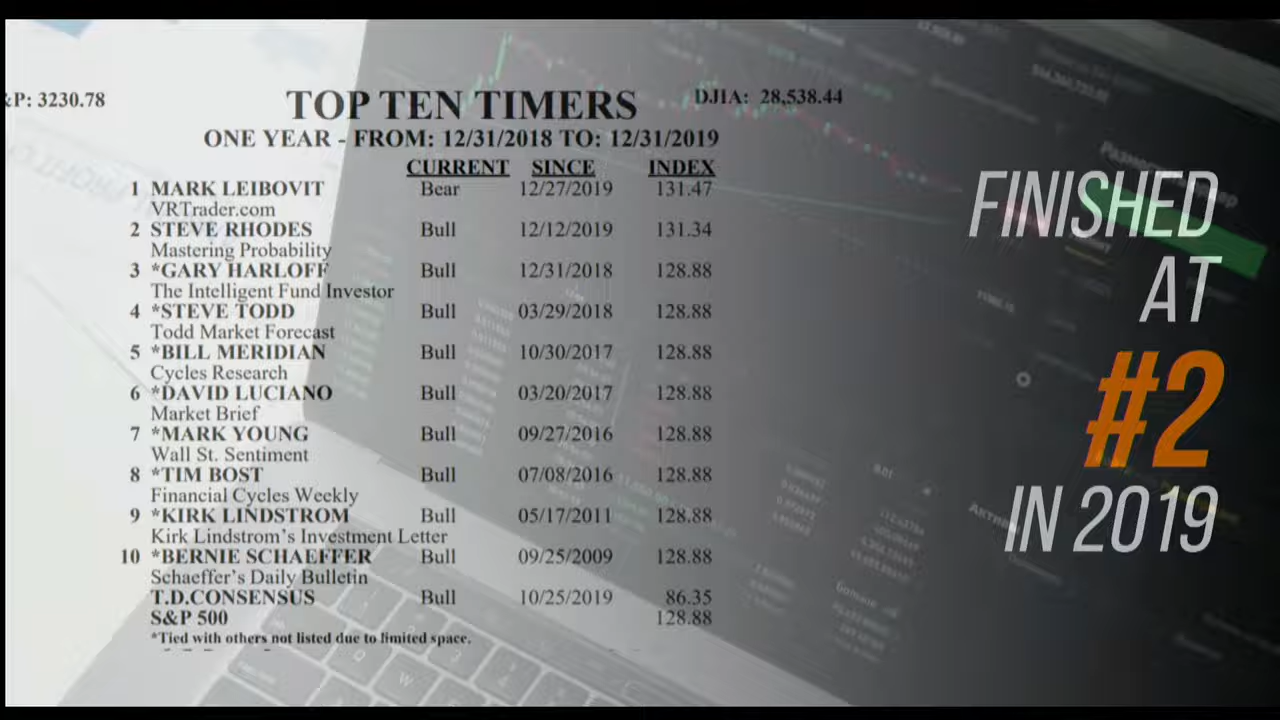 &P: 3230.78
TOP TEN TIMERS
DJIA: 28,538.44
ONE YEAR - FROM: 12/31/2018 TO: 12/31/2019
CURRENT SINCE INDEX
1 MARK LEIBOVIT Bear 12/27/2019 131.47
VRTrader.com
2 STEVE RHODES Bull 12/12/2019 131.34
Mastering Probability
3 *GARY HARLOFF Bull 12/31/2018 128.88
The Intelligent Fund Investor
4 *STEVE TODD Bull 03/29/2018 128.88
Todd Market Forecast
5 *BILL MERIDIAN Bull 10/30/2017 128.88
Cycles Research
6 *DAVID LUCIANO Bull 03/20/2017 128.88
Market Brief
7 *MARK YOUNG Bull 09/27/2016 128.88
Wall St. Sentiment
8 *TIM BOST Bull 07/08/2016 128.88
Financial Cycles Weekly
9 *KIRK LINDSTROM Bull 05/17/2011 128.88
Kirk Lindstrom's Investment Letter
10 *BERNIE SCHAEFFER Bull 09/25/2009 128.88
Schaeffer's Daily Bulletin
T.D.CONSENSUS Bull 10/25/2019 86.35
S&P 500 128.88
*Tied with others not listed due to limited space.
FINISHED
AT
#2
IN 2019